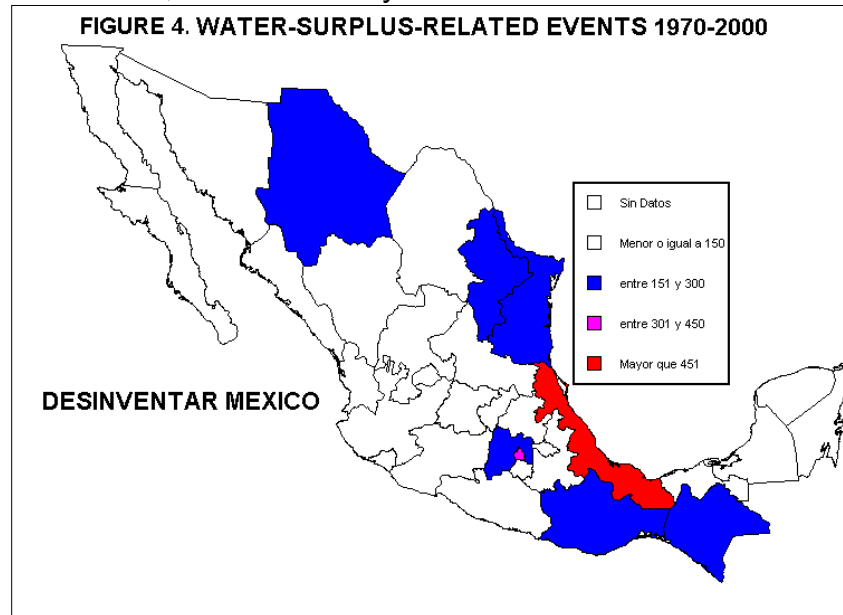 FIGURE 4. WATER-SURPLUS-RELATED EVENTS 1970-2000
Sin Datos
Menor o igual a 150
entre 151 y 300
entre 301 y 450
Mayor que 451
DESINVENTAR MEXICO